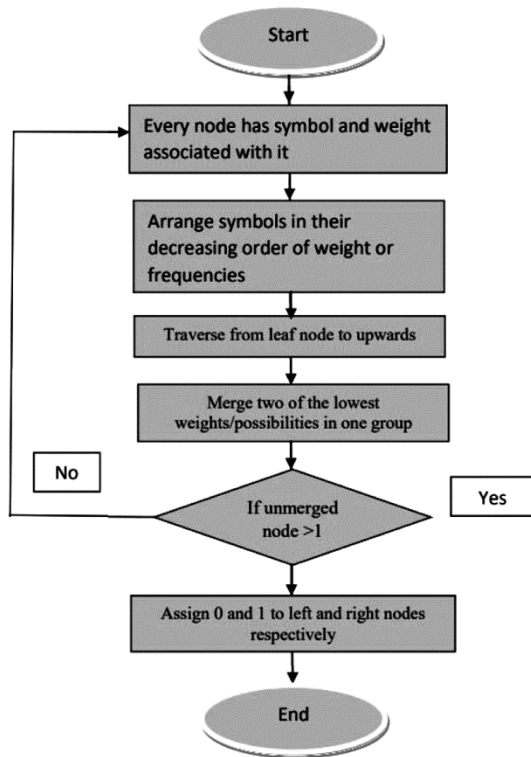 Start
Every node has symbol and weight
associated with it
Arrange symbols in their
decreasing order of weight or
frequencies
Traverse from leaf node to upwards
Merge two of the lowest
weights/possibilities in one group
No
If unmerged
node >1
Yes
Assign 0 and 1 to left and right nodes
respectively
End